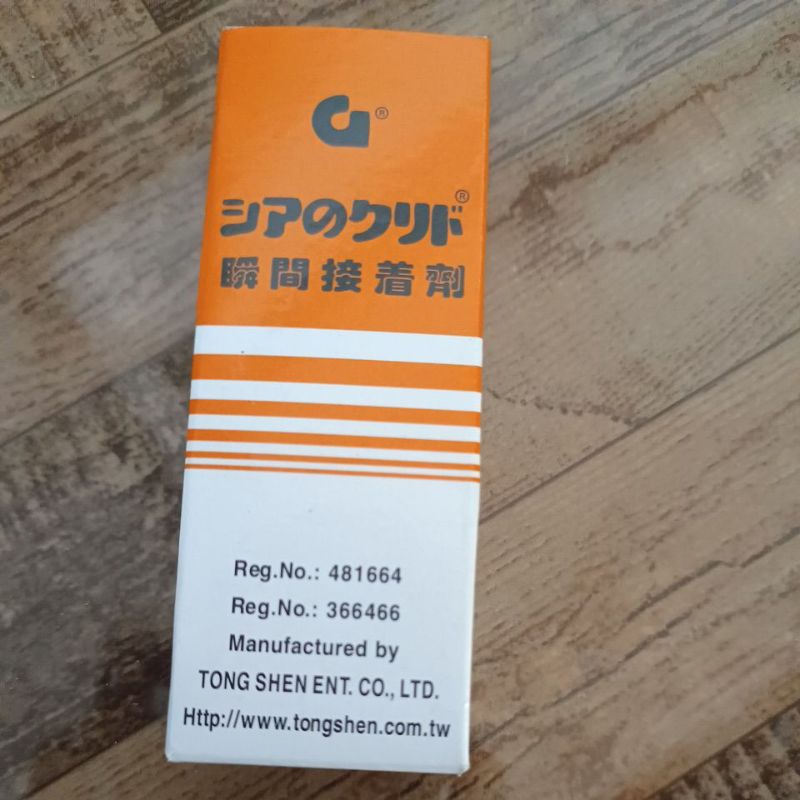 ®
シアのクリド®
瞬間接着剤
Reg.No.: 481664
Reg.No.: 366466
Manufactured by
TONG SHEN ENT. CO., LTD.
Http://www.tongshen.com.tw